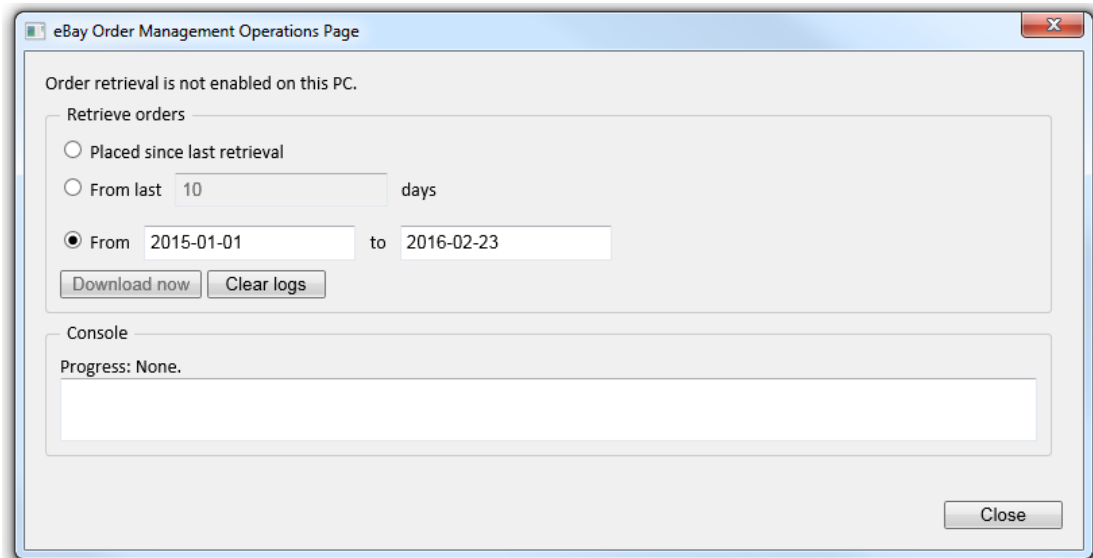 eBay Order Management Operations Page
Order retrieval is not enabled on this PC.
Retrieve orders
Placed since last retrieval
From last 10 days
From 2015-01-01 to 2016-02-23
Download now Clear logs
Console
Progress: None.
Close